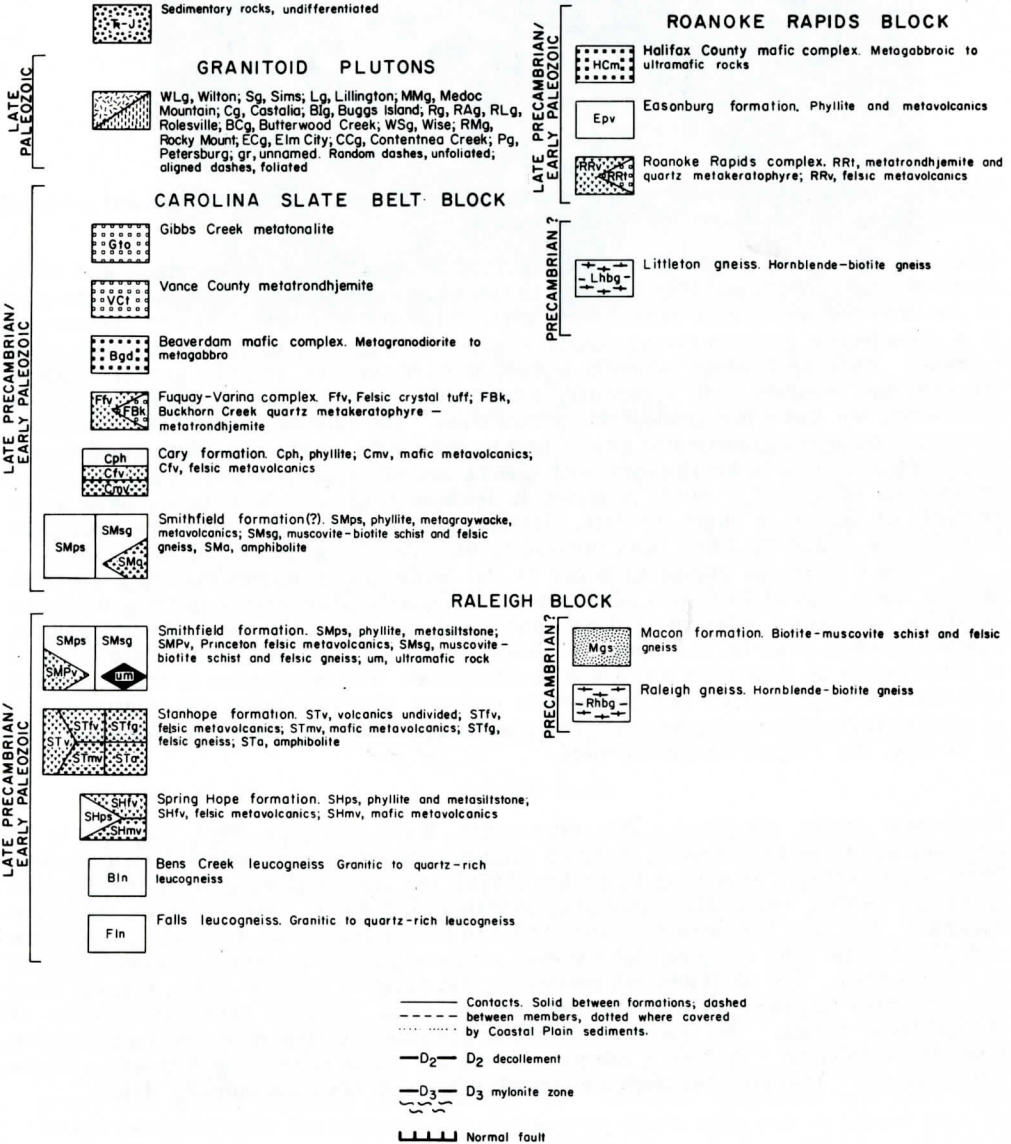 Ћ-J
Sedimentary rocks, undifferentiated
LATE
PALEOZOIC
GRANITOID PLUTONS
WLg, Wilton; Sg, Sims; Lg, Lillington; MMg, Medoc
Mountain; Cg, Castalia; BIg, Buggs Island; Rg, RAg, RLg,
Rolesville; BCg, Butterwood Creek; WSg, Wise; RMg,
Rocky Mount; ECg, Elm City; CCg, Contentnea Creek; Pg,
Petersburg; gr, unnamed. Random dashes, unfoliated;
aligned dashes, foliated
LATE PRECAMBRIAN/
EARLY PALEOZOIC
CAROLINA SLATE BELT BLOCK
Gto
Gibbs Creek metatonalite
VCt
Vance County metatrondhjemite
Bgd
Beaverdam mafic complex. Metagranodiorite to
metagabbro
Ffv
FBk
Fuquay-Varina complex. Ffv, Felsic crystal tuff; FBk,
Buckhorn Creek quartz metakeratophyre —
metatrondhjemite
Cph
Cfv
Cmv
Cary formation. Cph, phyllite; Cmv, mafic metavolcanics;
Cfv, felsic metavolcanics
SMps
SMsg
SMa
Smithfield formation(?). SMps, phyllite, metagraywacke,
metavolcanics; SMsg, muscovite-biotite schist and felsic
gneiss, SMa, amphibolite
LATE PRECAMBRIAN/
EARLY PALEOZOIC
ROANOKE RAPIDS BLOCK
HCm
Halifax County mafic complex. Metagabbroic to
ultramafic rocks
Epv
Easonburg formation. Phyllite and metavolcanics
RRv
RRt
Roanoke Rapids complex. RRt, metatrondhjemite and
quartz metakeratophyre; RRv, felsic metavolcanics
PRECAMBRIAN ?
Lhbg
Littleton gneiss. Hornblende-biotite gneiss
RALEIGH BLOCK
LATE PRECAMBRIAN/
EARLY PALEOZOIC
SMps
SMsg
SMPv
um
Smithfield formation. SMps, phyllite, metasiltstone;
SMPv, Princeton felsic metavolcanics, SMsg, muscovite-
biotite schist and felsic gneiss; um, ultramafic rock
STv
STfv
STfg
STmv
STa
Stanhope formation. STv, volcanics undivided; STfv,
felsic metavolcanics; STmv, mafic metavolcanics; STfg,
felsic gneiss; STa, amphibolite
SHps
SHfv
SHmv
Spring Hope formation. SHps, phyllite and metasiltstone;
SHfv, felsic metavolcanics; SHmv, mafic metavolcanics
Bln
Bens Creek leucogneiss Granitic to quartz-rich
leucogneiss
Fln
Falls leucogneiss. Granitic to quartz-rich leucogneiss
PRECAMBRIAN?
Mgs
Macon formation. Biotite-muscovite schist and felsic
gneiss
Rhbg
Raleigh gneiss. Hornblende-biotite gneiss
Contacts. Solid between formations; dashed
between members, dotted where covered
by Coastal Plain sediments.
D2 D2 decollement
D3 D3 mylonite zone
Normal fault